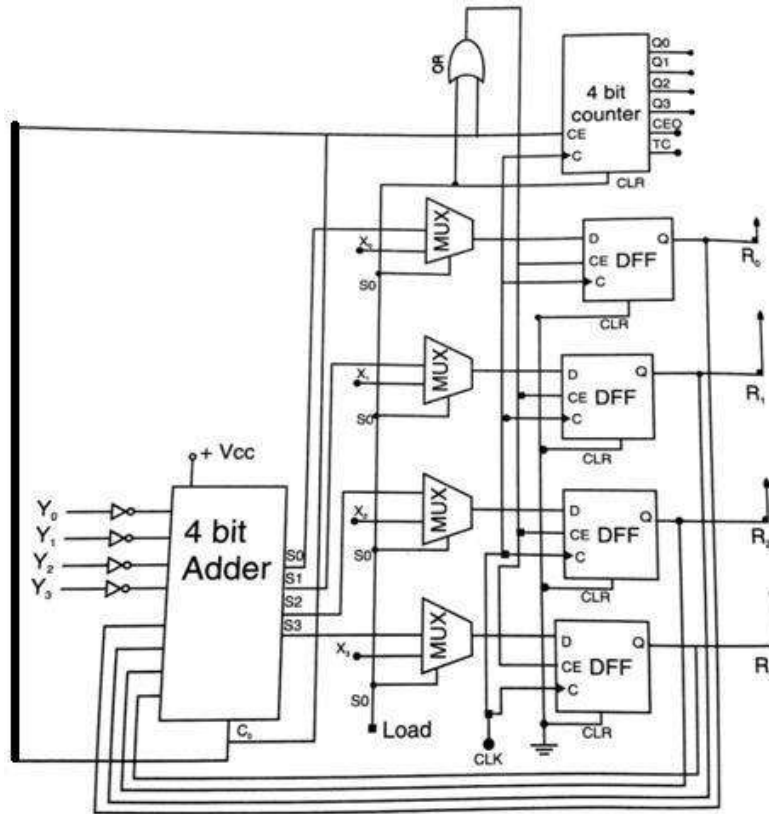 OR
4 bit
counter
Q0
Q1
Q2
Q3
CEO
TC
CE
C
CLR
MUX
X₀
S0
D
Q
CE
DFF
C
CLR
R₀
MUX
X₁
S0
D
Q
CE
DFF
C
CLR
R₁
+ Vcc
Y₀
Y₁
Y₂
Y₃
4 bit
Adder
S0
S1
S2
S3
C₀
MUX
X₂
S0
D
Q
CE
DFF
C
CLR
R₂
MUX
X₃
S0
D
Q
CE
DFF
C
CLR
R
Load
CLK